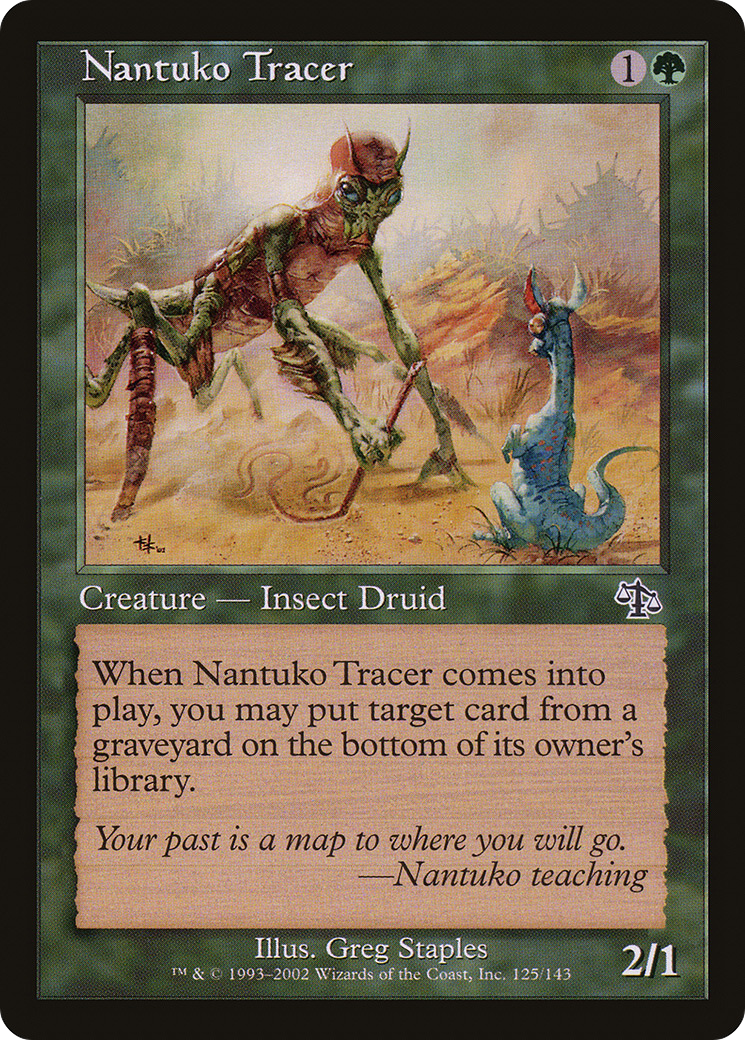 Nantuko Tracer 1
Creature — Insect Druid
When Nantuko Tracer comes into
play, you may put target card from a
graveyard on the bottom of its owner's
library.
Your past is a map to where you will go.
—Nantuko teaching
Illus. Greg Staples
™ & © 1993–2002 Wizards of the Coast, Inc. 125/143
2/1